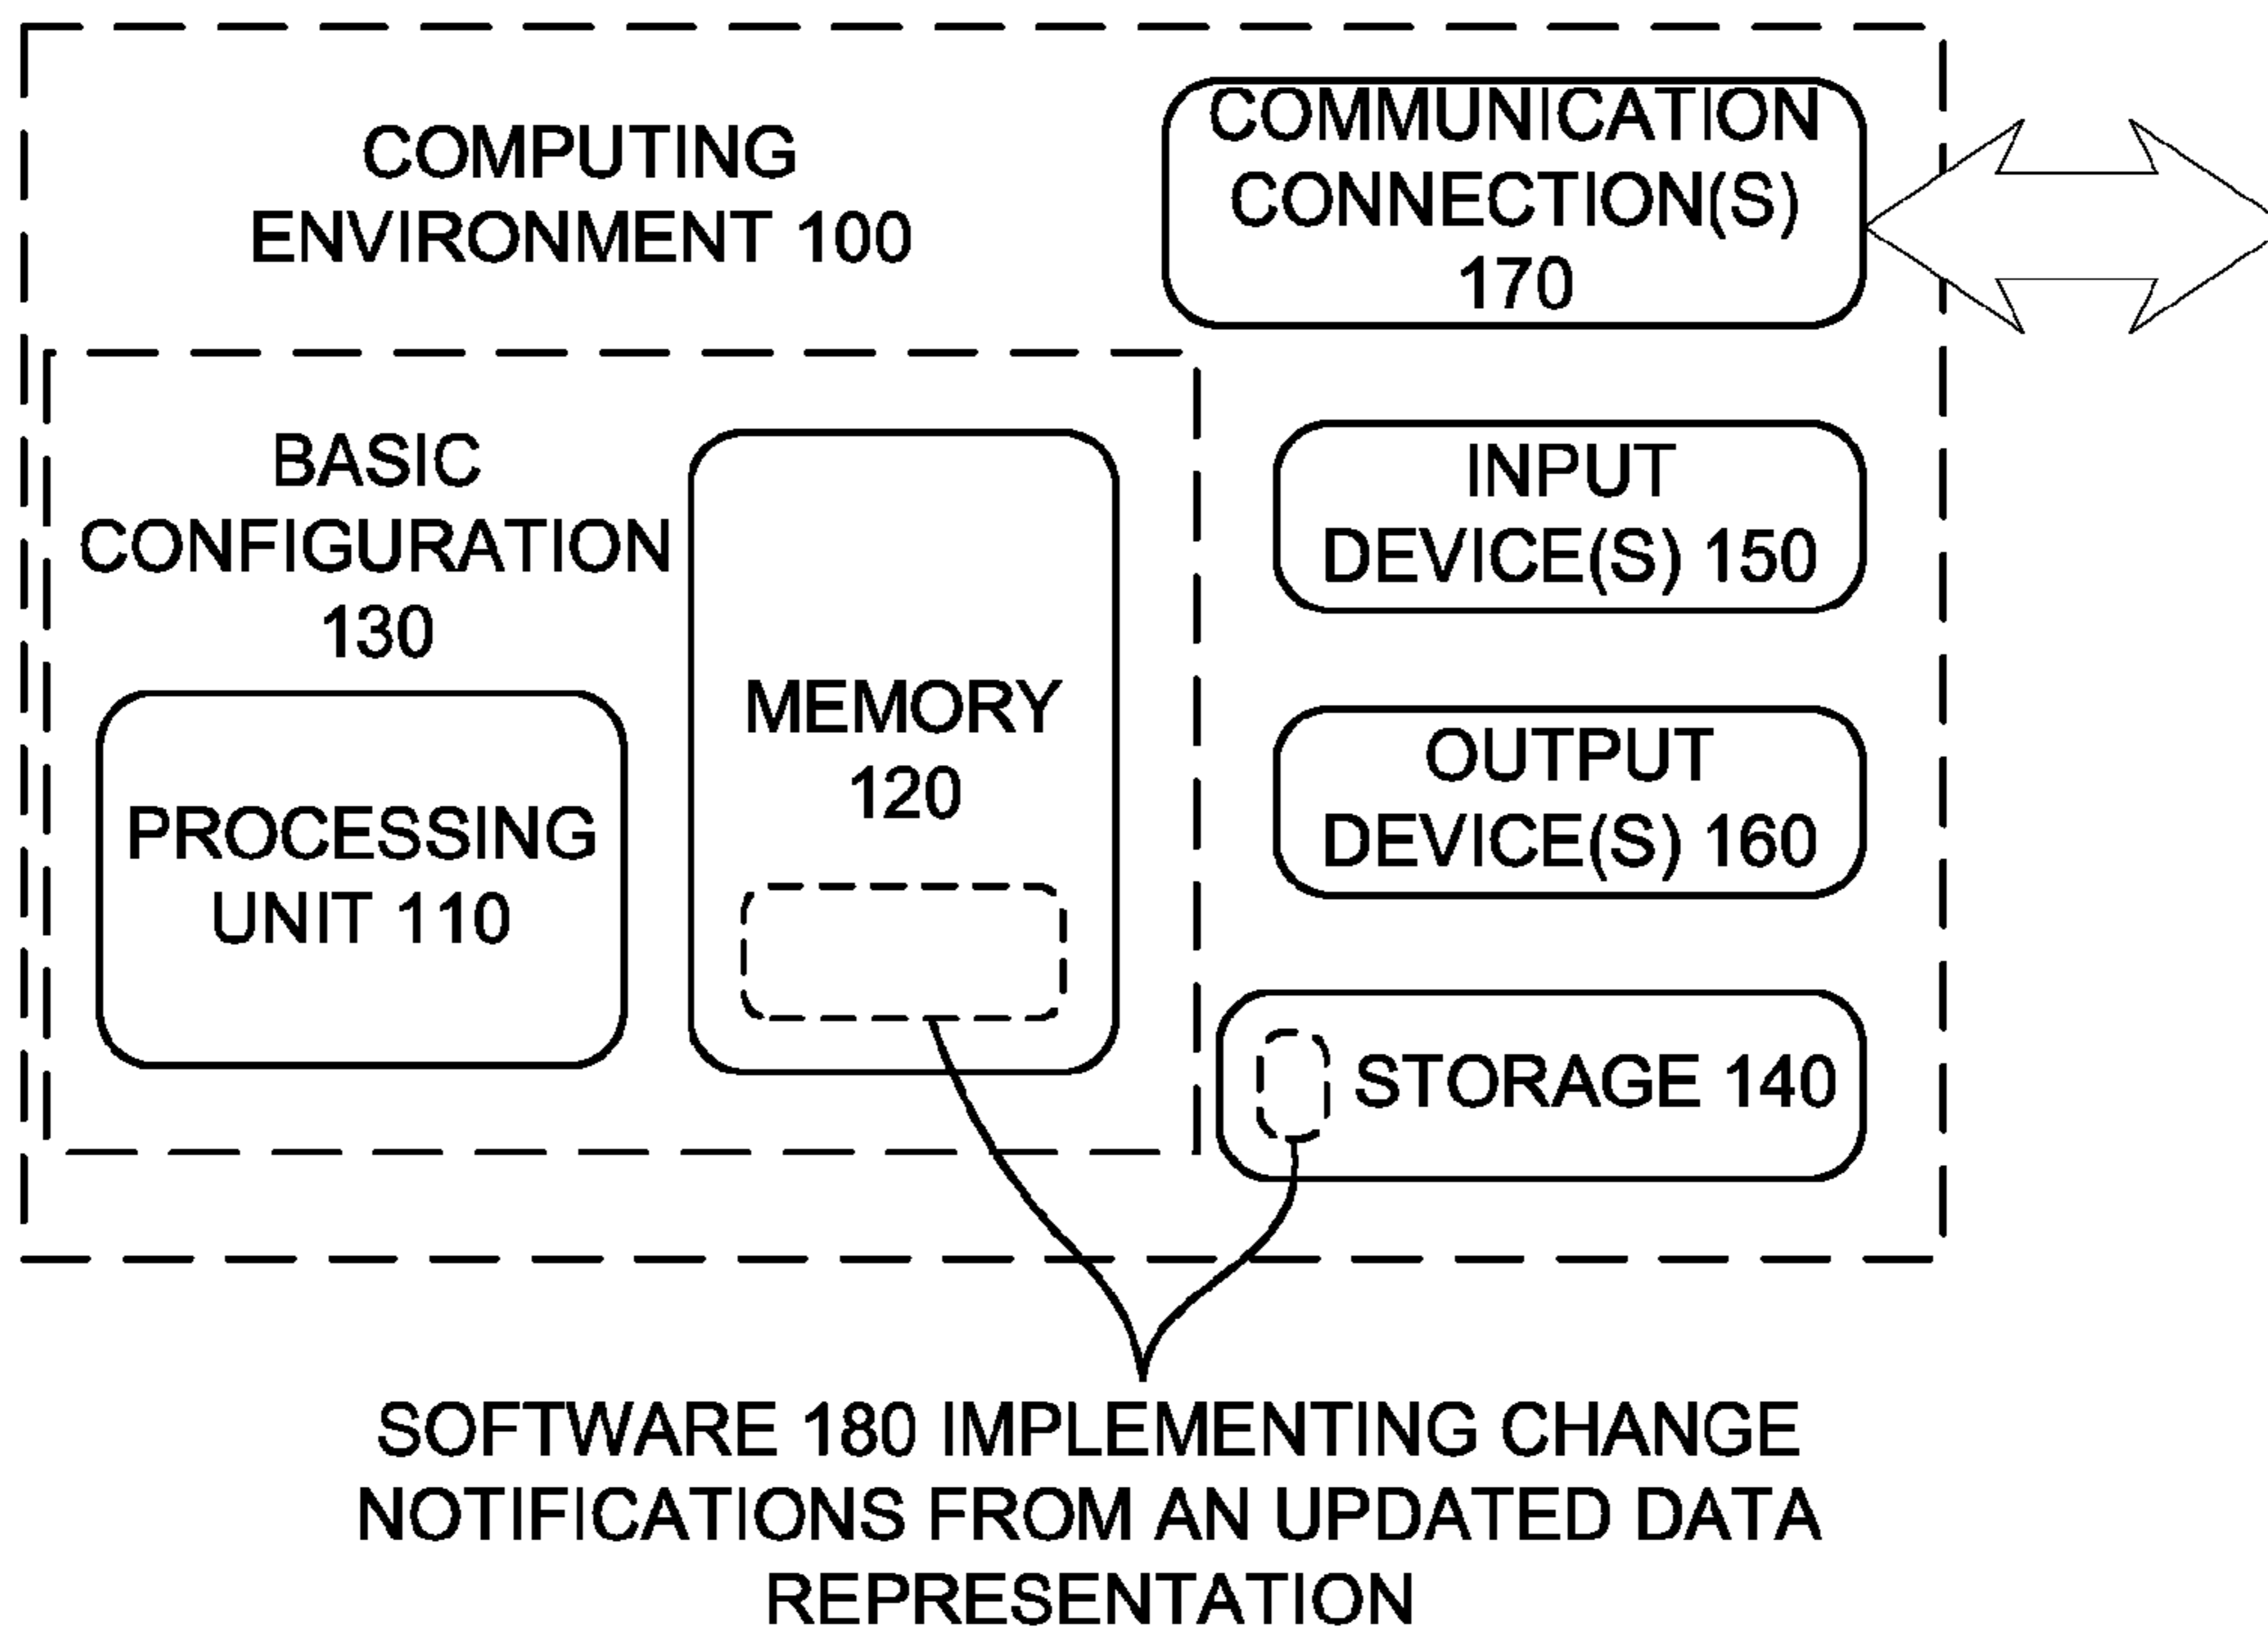 COMPUTING
ENVIRONMENT 100
COMMUNICATION
CONNECTION(S)
170
BASIC
CONFIGURATION
130
MEMORY
120
PROCESSING
UNIT 110
INPUT
DEVICE(S) 150
OUTPUT
DEVICE(S) 160
STORAGE 140
SOFTWARE 180 IMPLEMENTING CHANGE
NOTIFICATIONS FROM AN UPDATED DATA
REPRESENTATION